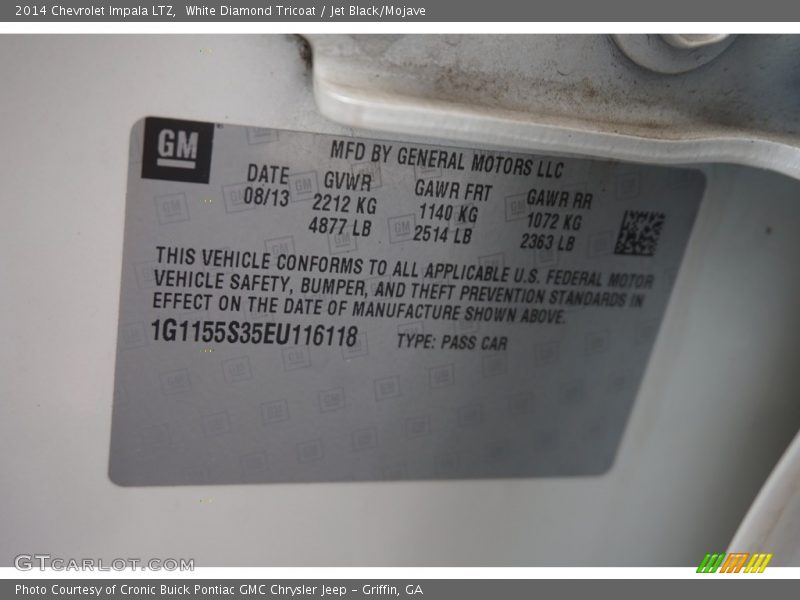 2014 Chevrolet Impala LTZ,  White Diamond Tricoat / Jet Black/Mojave
GM
MFD BY GENERAL MOTORS LLC
DATE GVWR GAWR FRT GAWR RR
08/13 2212 KG 1140 KG 1072 KG
4877 LB 2514 LB 2363 LB
THIS VEHICLE CONFORMS TO ALL APPLICABLE U.S. FEDERAL MOTOR
VEHICLE SAFETY, BUMPER, AND THEFT PREVENTION STANDARDS IN
EFFECT ON THE DATE OF MANUFACTURE SHOWN ABOVE.
1G1155S35EU116118 TYPE: PASS CAR
GTCARLOT.COM
Photo Courtesy of Cronic Buick Pontiac GMC Chrysler Jeep - Griffin, GA